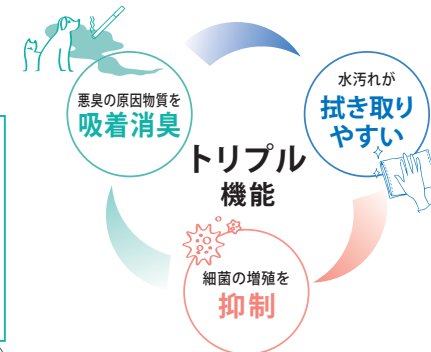 悪臭の原因物質を
吸着消臭
水汚れが
拭き取り
やすい
トリプル
機能
細菌の増殖を
抑制